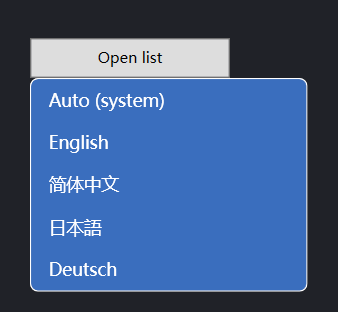 Open list
Auto (system)
English
简体中文
日本語
Deutsch